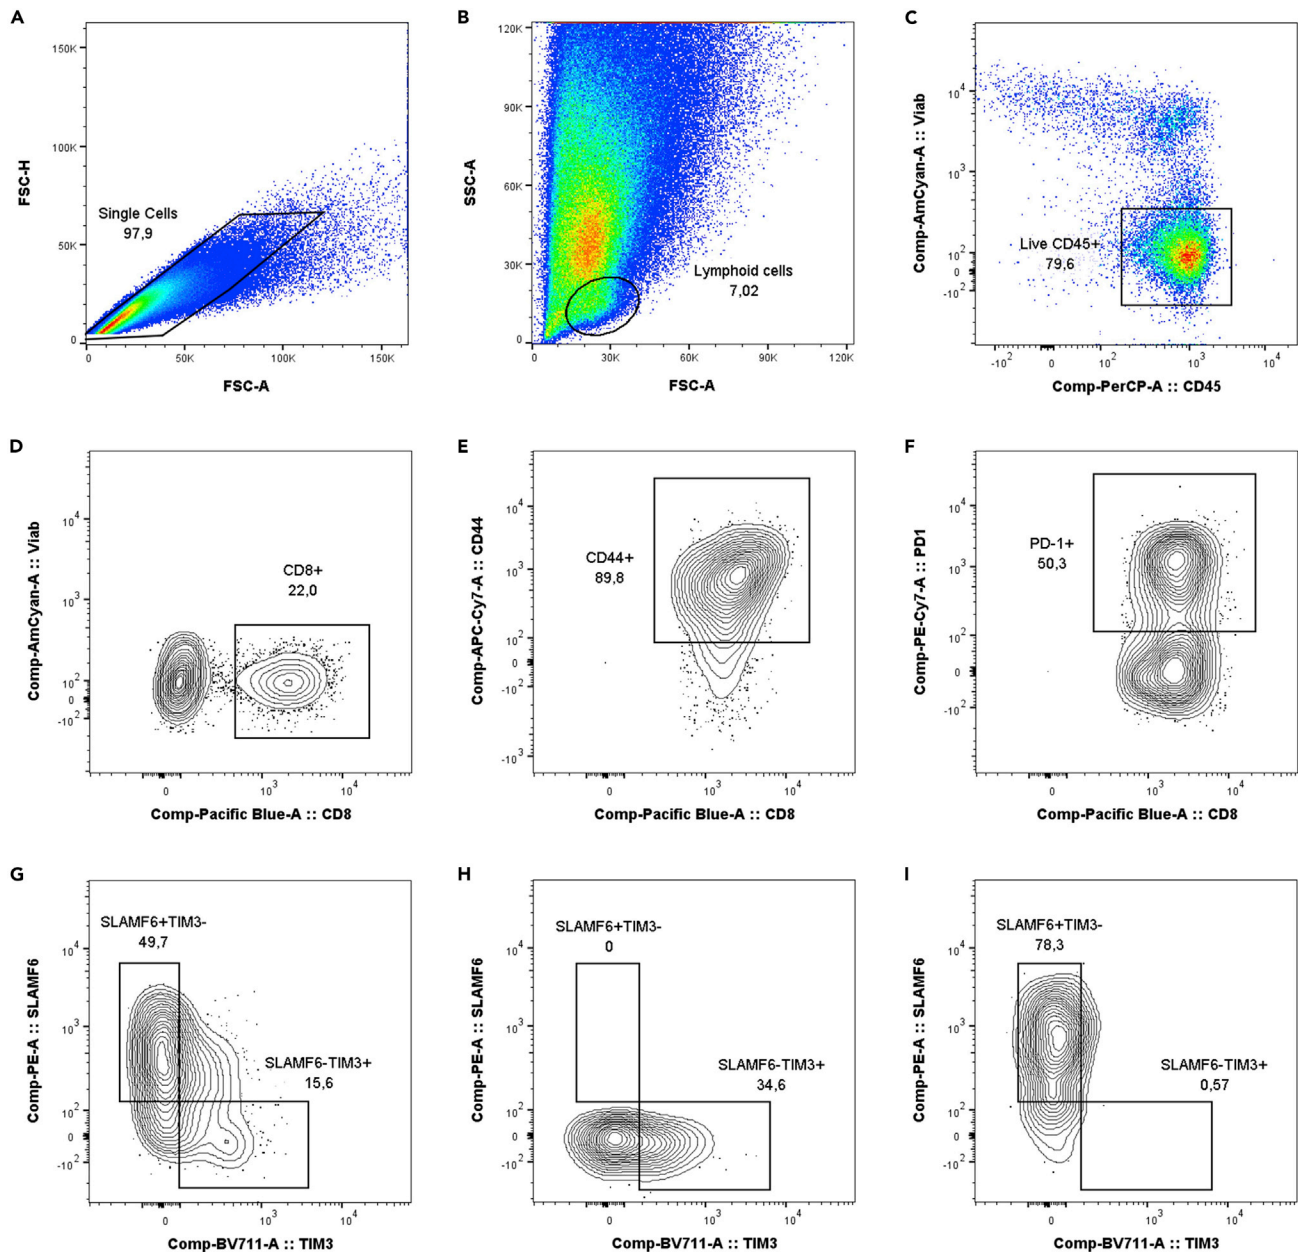 A
150K
100K
50K
0
FSC-H
Single Cells
97,9
0
50K
100K
150K
FSC-A
B
120K
90K
60K
30K
0
SSC-A
Lymphoid cells
7,02
0
30K
60K
90K
120K
FSC-A
C
10^4
10^3
10^2
0
-10^2
Comp-AmCyan-A :: Viab
Live CD45+
79,6
-10^2
0
10^2
10^3
10^4
Comp-PerCP-A :: CD45
D
10^4
10^3
10^2
0
-10^2
Comp-AmCyan-A :: Viab
CD8+
22,0
0
10^3
10^4
Comp-Pacific Blue-A :: CD8
E
10^4
10^3
10^2
0
-10^2
-10^3
Comp-APC-Cy7-A :: CD44
CD44+
89,8
0
10^3
10^4
Comp-Pacific Blue-A :: CD8
F
10^4
10^3
10^2
0
-10^2
Comp-PE-Cy7-A :: PD1
PD-1+
50,3
0
10^3
10^4
Comp-Pacific Blue-A :: CD8
G
10^4
10^3
10^2
0
-10^2
Comp-PE-A :: SLAMF6
SLAMF6+TIM3-
49,7
SLAMF6-TIM3+
15,6
0
10^3
10^4
Comp-BV711-A :: TIM3
H
10^4
10^3
10^2
0
-10^2
Comp-PE-A :: SLAMF6
SLAMF6+TIM3-
0
SLAMF6-TIM3+
34,6
0
10^3
10^4
Comp-BV711-A :: TIM3
I
10^4
10^3
10^2
0
-10^2
Comp-PE-A :: SLAMF6
SLAMF6+TIM3-
78,3
SLAMF6-TIM3+
0,57
0
10^3
10^4
Comp-BV711-A :: TIM3